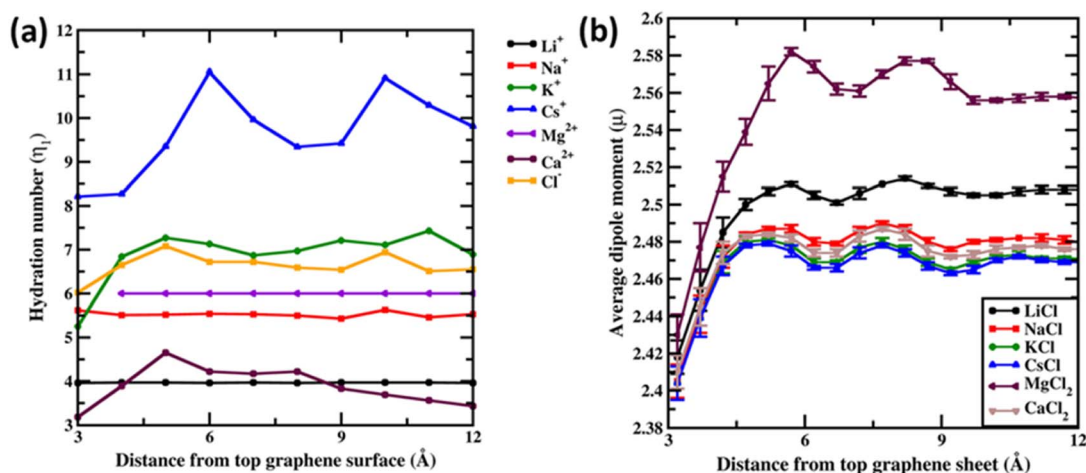 (a)
Hydration number (η₁)
12
11
10
9
8
7
6
5
4
3
3
6
9
12
Distance from top graphene surface (Å)
Li⁺
Na⁺
K⁺
Cs⁺
Mg²⁺
Ca²⁺
Cl⁻
(b)
Average dipole moment (μ)
2.6
2.58
2.56
2.54
2.52
2.5
2.48
2.46
2.44
2.42
2.4
2.38
3
6
9
12
Distance from top graphene sheet (Å)
LiCl
NaCl
KCl
CsCl
MgCl₂
CaCl₂